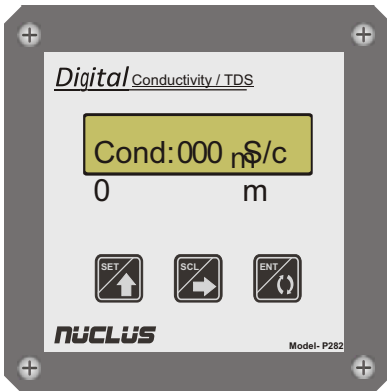 Digital Conductivity / TDS
Cond: 000 mS/c
0 m
SET SCL ENT
NUCLUS
Model- P282